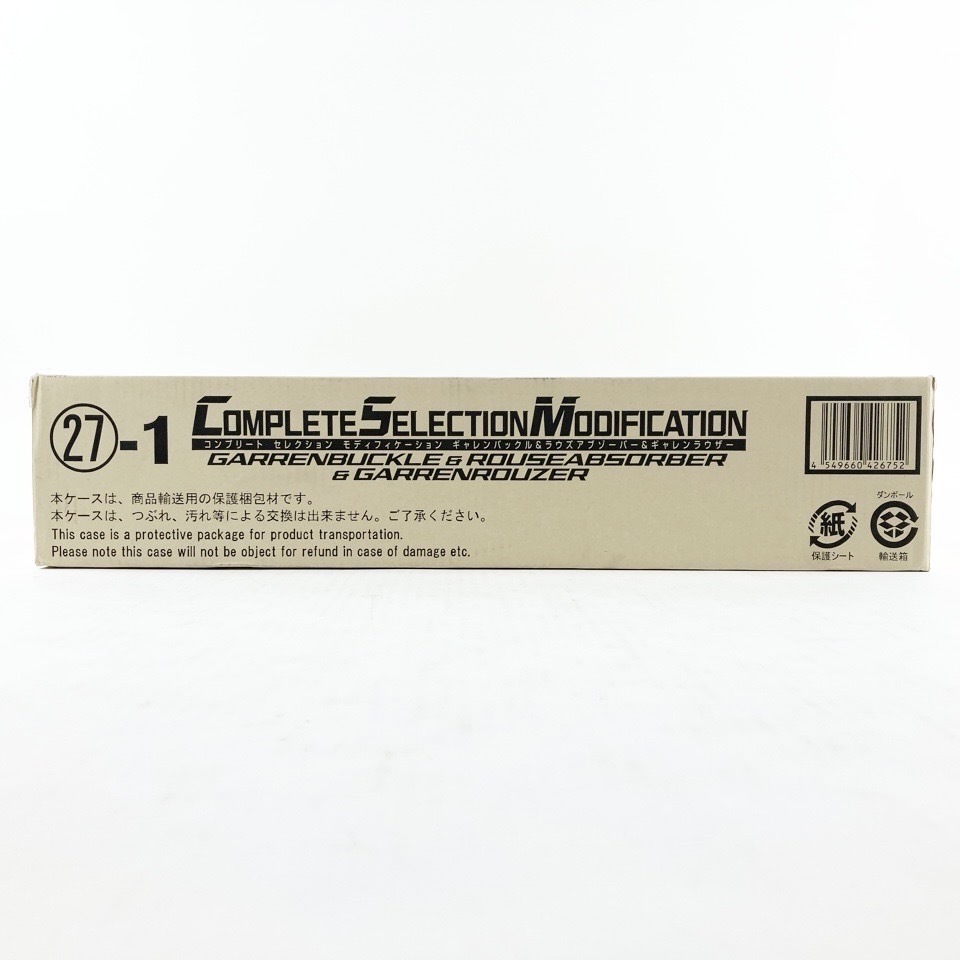 27-1
COMPLETE SELECTION MODIFICATION
コンプリート セレクション モディフィケーション ギャレンバックル&ラウズアブソーバー&ギャレンラウザー
GARRENBUCKLE & ROUSEABSORBER
& GARRENROUZER
本ケースは、商品輸送用の保護梱包材です。
本ケースは、つぶれ、汚れ等による交換は出来ません。ご了承ください。
This case is a protective package for product transportation.
Please note this case will not be object for refund in case of damage etc.
4 549660 426752
紙
保護シート
ダンボール
輸送箱